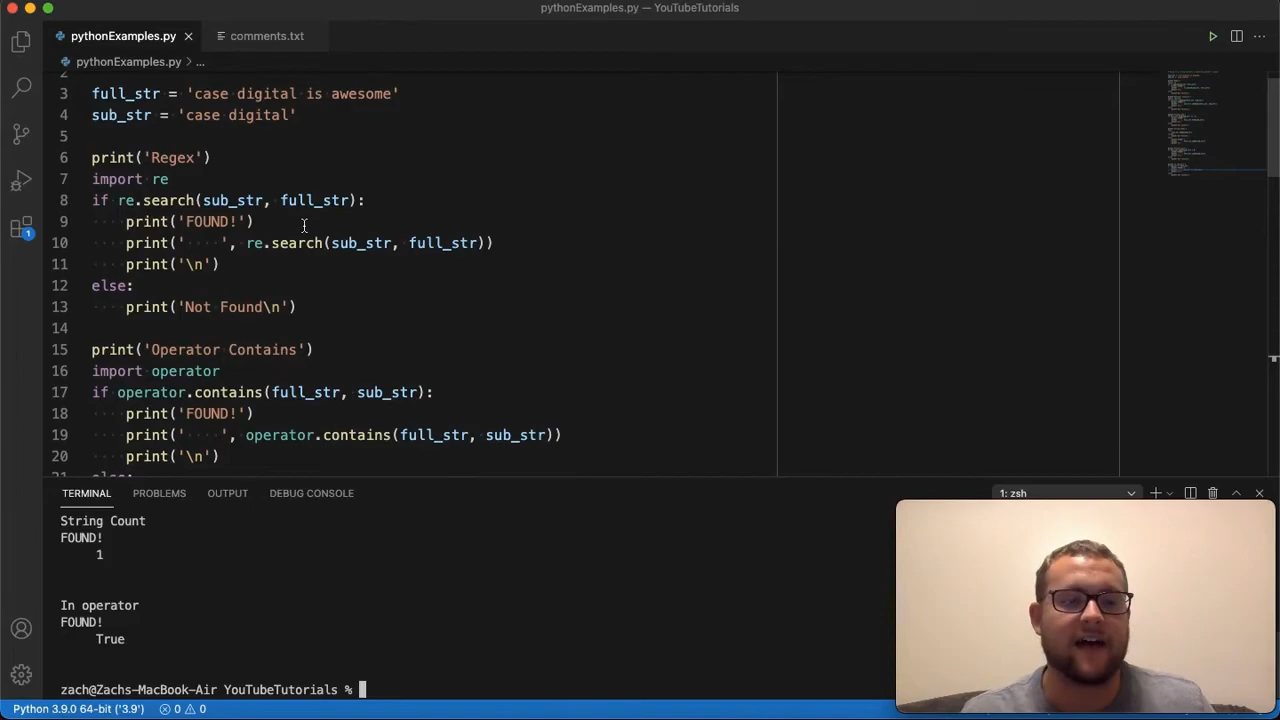 pythonExamples.py — YouTubeTutorials
pythonExamples.py
comments.txt
pythonExamples.py > ...
2
3 full_str = 'case digital is awesome'
4 sub_str = 'case digital'
5
6 print('Regex')
7 import re
8 if re.search(sub_str, full_str):
9 print('FOUND!')
10 print('    ', re.search(sub_str, full_str))
11 print('\n')
12 else:
13 print('Not Found\n')
14
15 print('Operator Contains')
16 import operator
17 if operator.contains(full_str, sub_str):
18 print('FOUND!')
19 print('    ', operator.contains(full_str, sub_str))
20 print('\n')
21 else:
1
TERMINAL PROBLEMS OUTPUT DEBUG CONSOLE 1: zsh
String Count
FOUND!
1
In operator
FOUND!
True
zach@Zachs-MacBook-Air YouTubeTutorials %
Python 3.9.0 64-bit ('3.9') 0 0